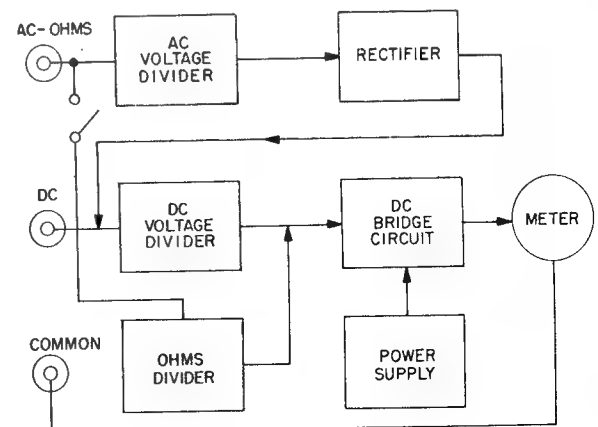 AC-OHMS
AC
VOLTAGE
DIVIDER
RECTIFIER
DC
DC
VOLTAGE
DIVIDER
DC
BRIDGE
CIRCUIT
METER
COMMON
OHMS
DIVIDER
POWER
SUPPLY